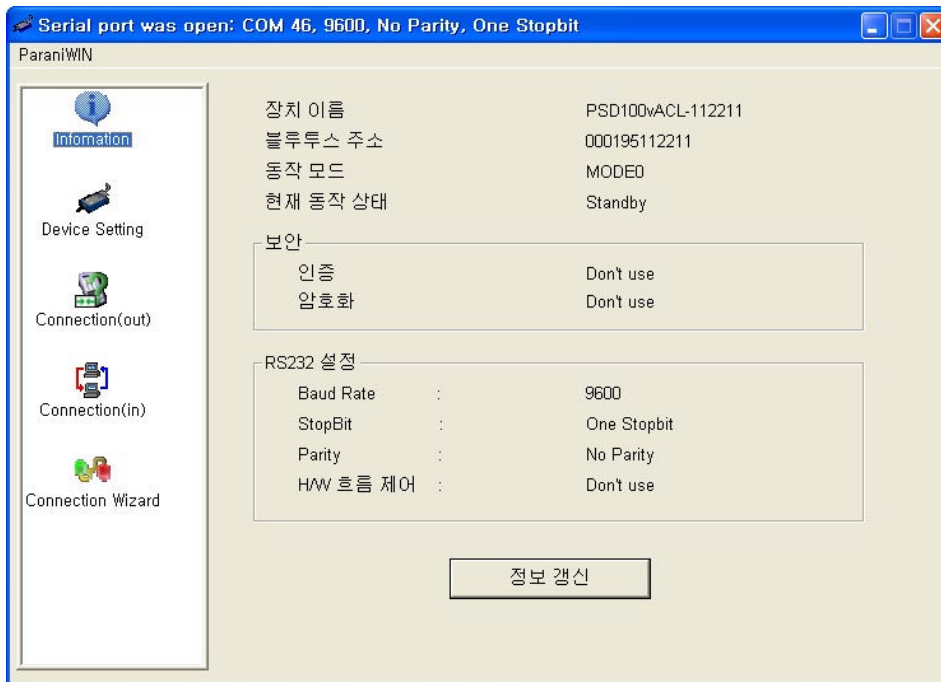 Serial port was open: COM 46, 9600, No Parity, One Stopbit
ParaniWIN
Infomation
Device Setting
Connection(out)
Connection(in)
Connection Wizard
장치 이름 PSD100vACL-112211
블루투스 주소 000195112211
동작 모드 MODE0
현재 동작 상태 Standby
보안
인증 Don't use
암호화 Don't use
RS232 설정
Baud Rate : 9600
StopBit : One Stopbit
Parity : No Parity
H/W 흐름 제어 : Don't use
정보 갱신